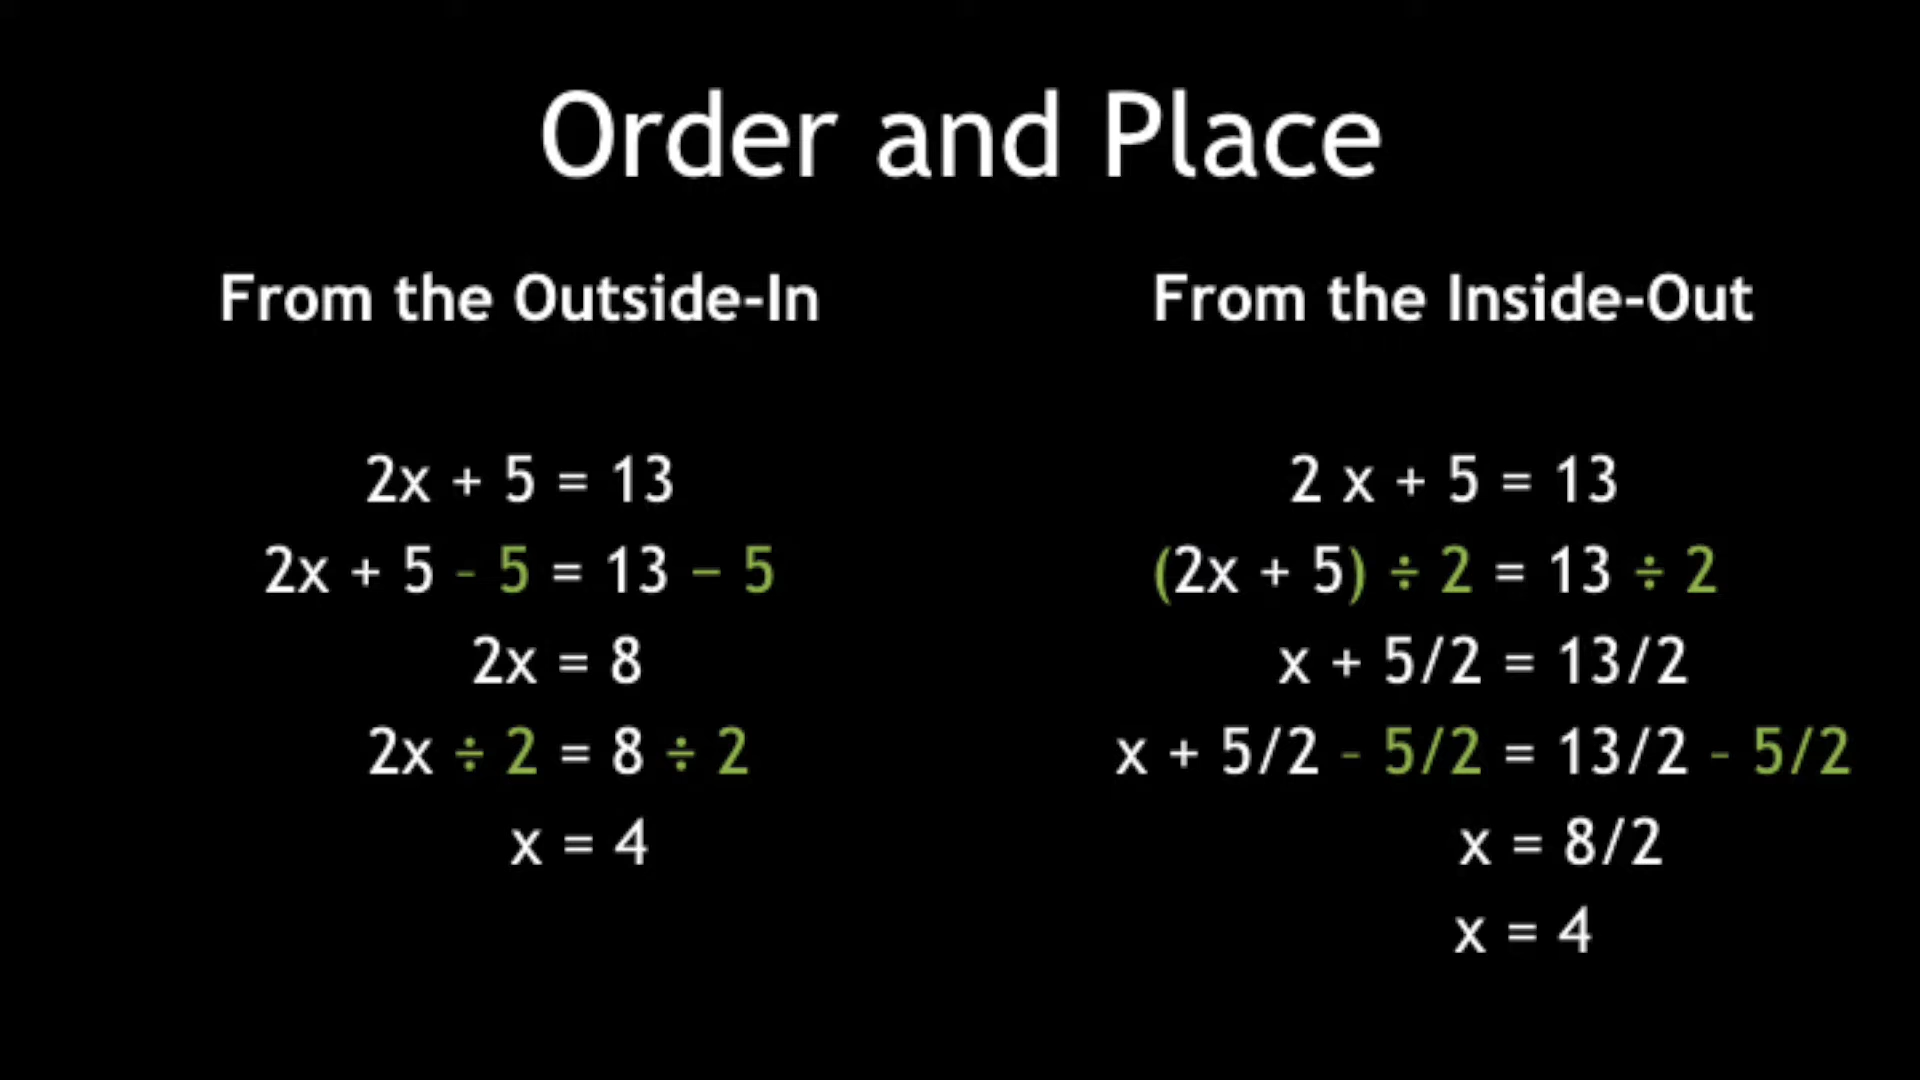 Order and Place
From the Outside-In
2x + 5 = 13
2x + 5 - 5 = 13 – 5
2x = 8
2x ÷ 2 = 8 ÷ 2
x = 4
From the Inside-Out
2 x + 5 = 13
(2x + 5) ÷ 2 = 13 ÷ 2
x + 5/2 = 13/2
x + 5/2 - 5/2 = 13/2 - 5/2
x = 8/2
x = 4